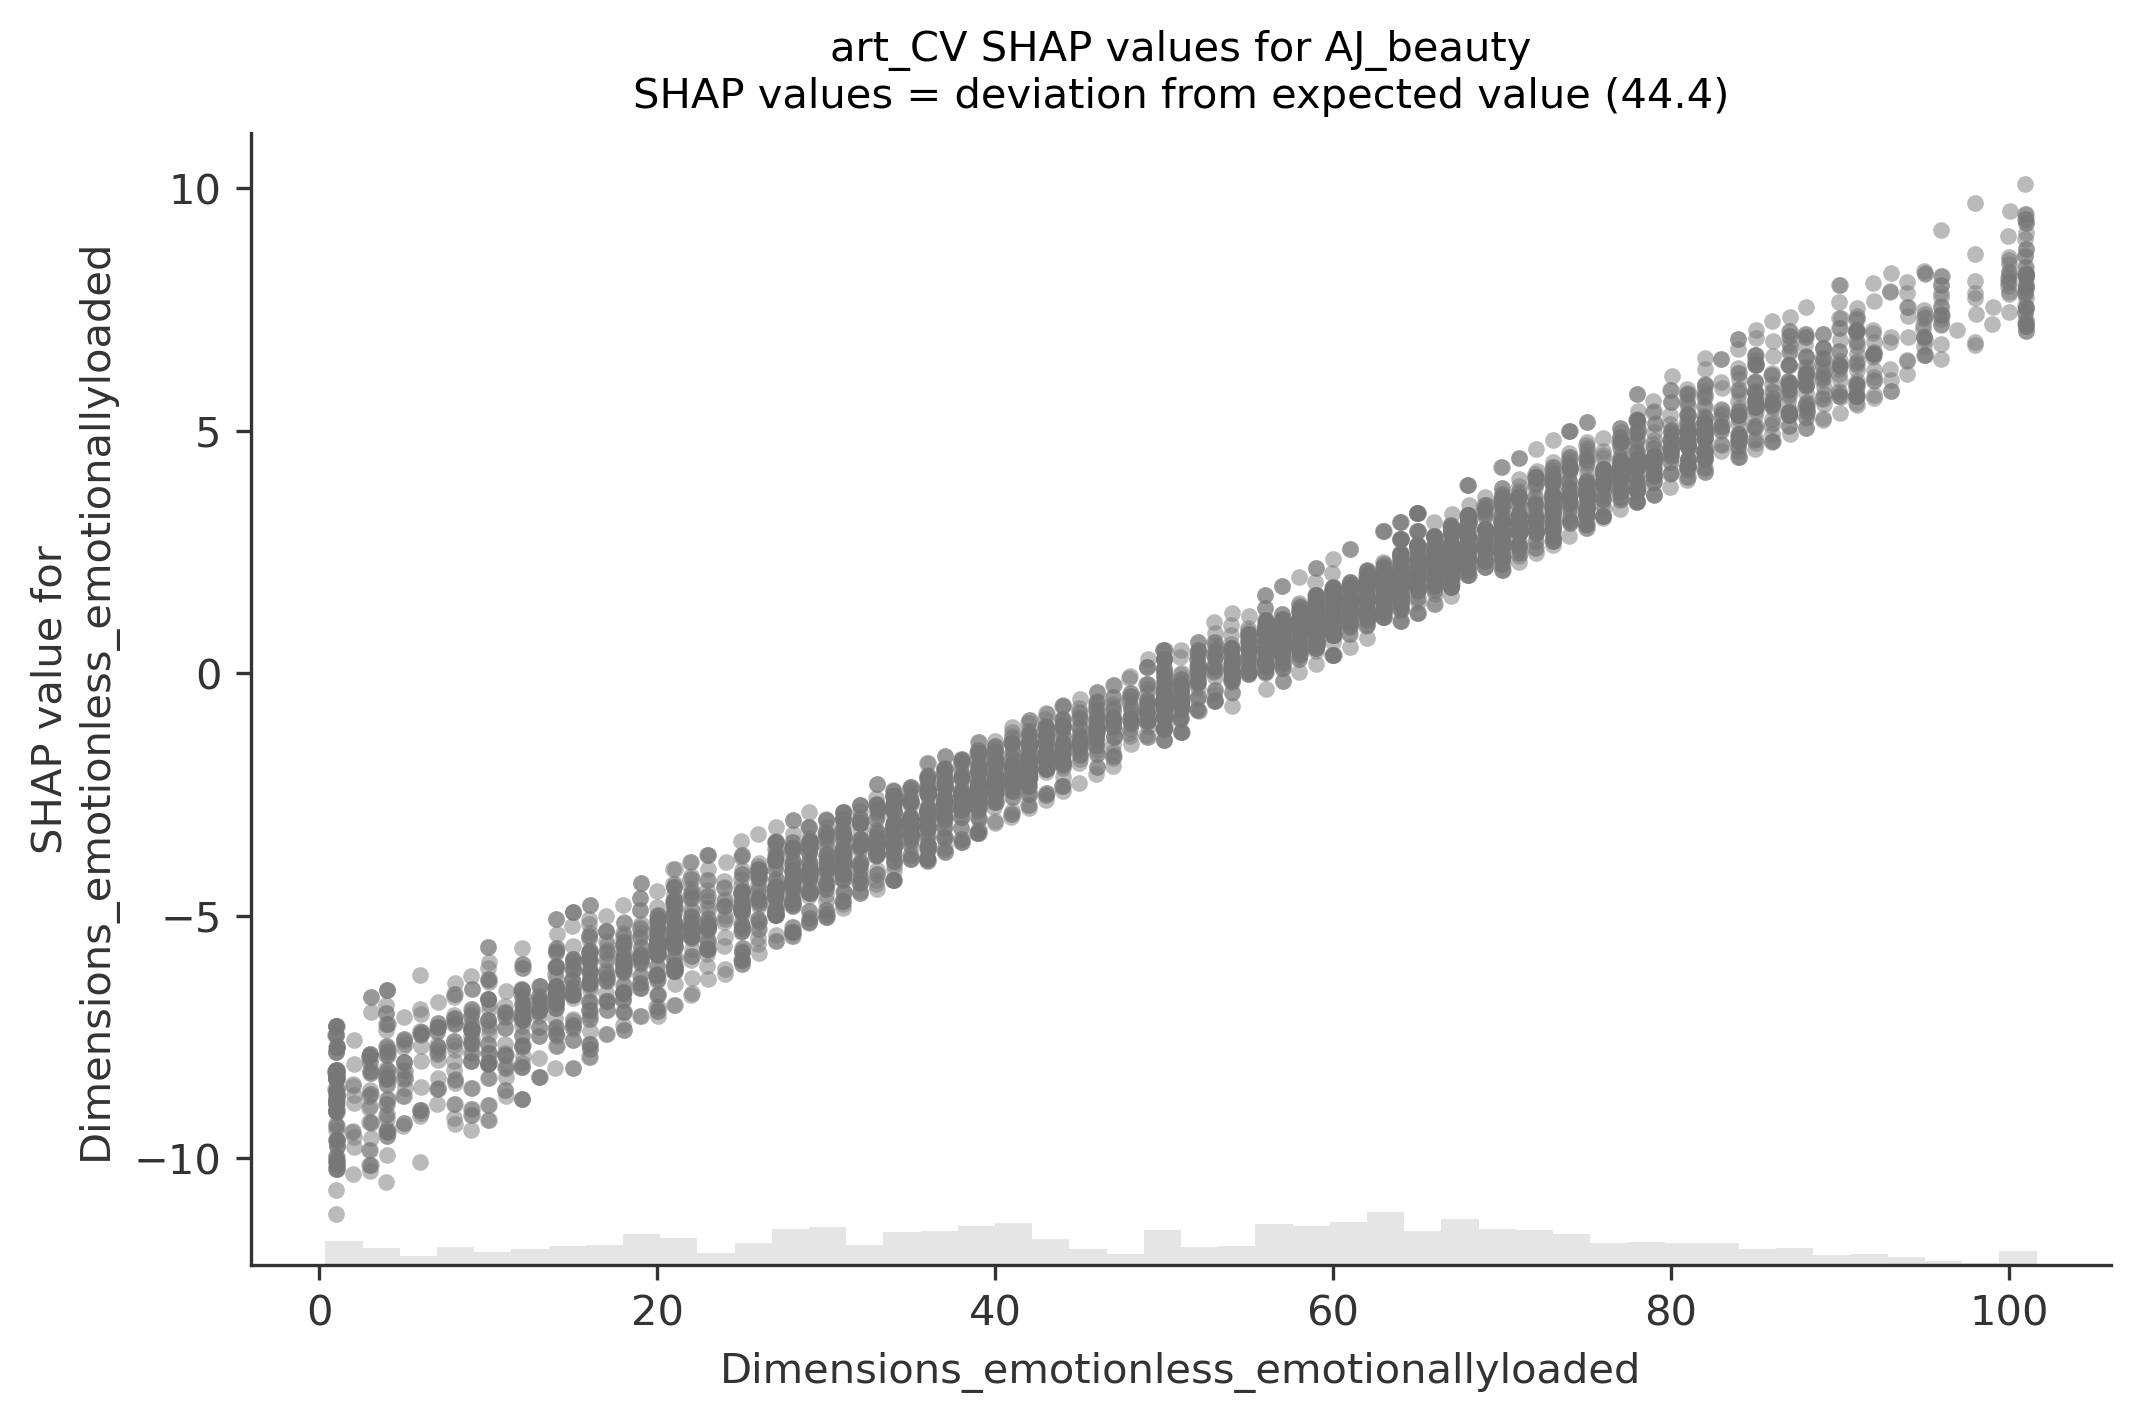 art_CV SHAP values for AJ_beauty
SHAP values = deviation from expected value (44.4)
SHAP value for
Dimensions_emotionless_emotionallyloaded
10
5
0
−5
−10
0 20 40 60 80 100
Dimensions_emotionless_emotionallyloaded